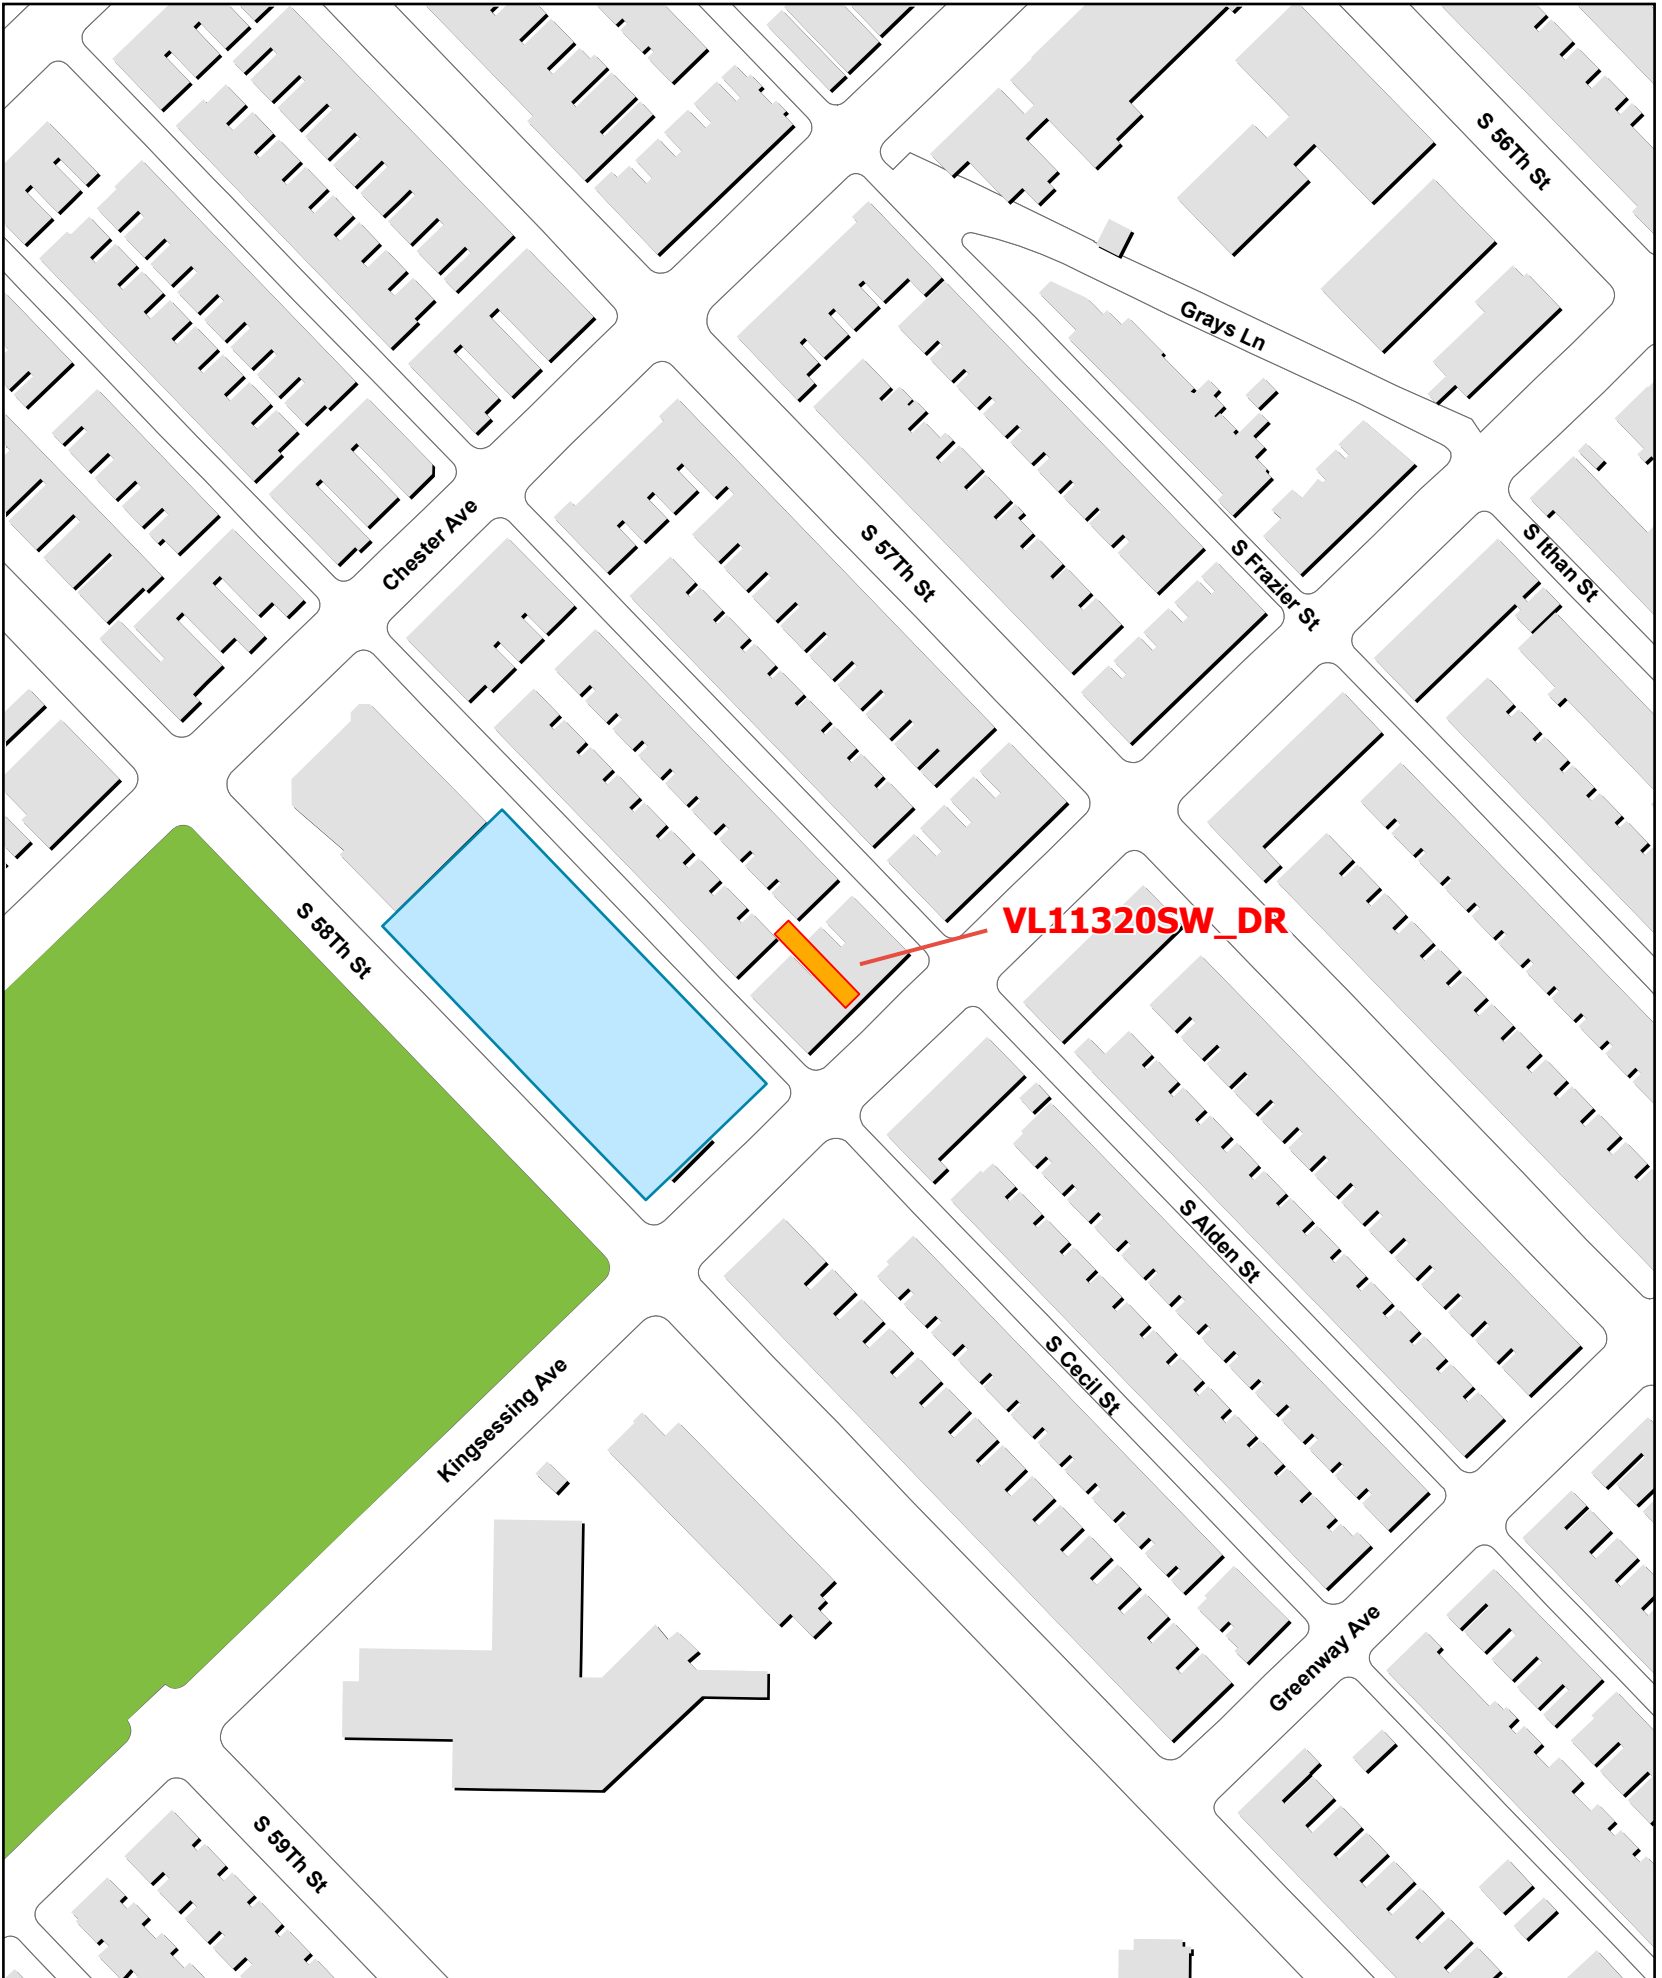 S 56Th St
Grays Ln
S 57Th St
S Frazier St
S Ithan St
Chester Ave
VL11320SW_DR
S 58Th St
S Alden St
S Cecil St
Kingsessing Ave
Greenway Ave
S 59Th St